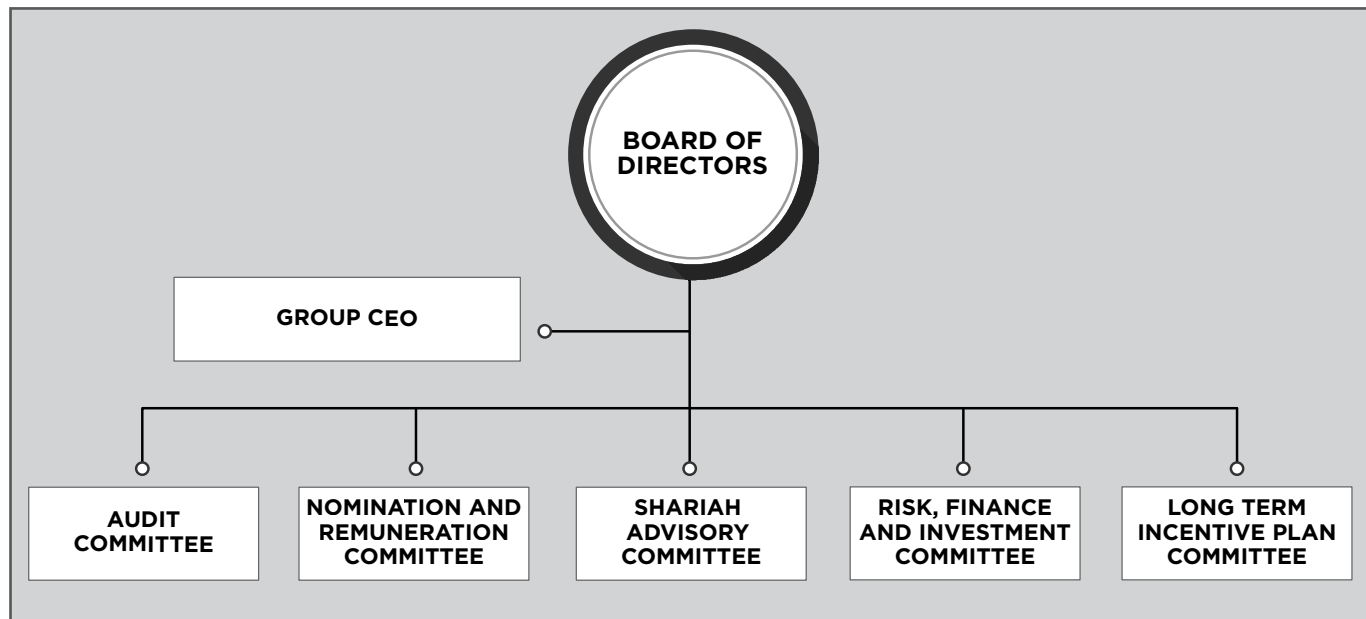 BOARD OF
DIRECTORS
GROUP CEO
AUDIT
COMMITTEE
NOMINATION AND
REMUNERATION
COMMITTEE
SHARIAH
ADVISORY
COMMITTEE
RISK, FINANCE
AND INVESTMENT
COMMITTEE
LONG TERM
INCENTIVE PLAN
COMMITTEE